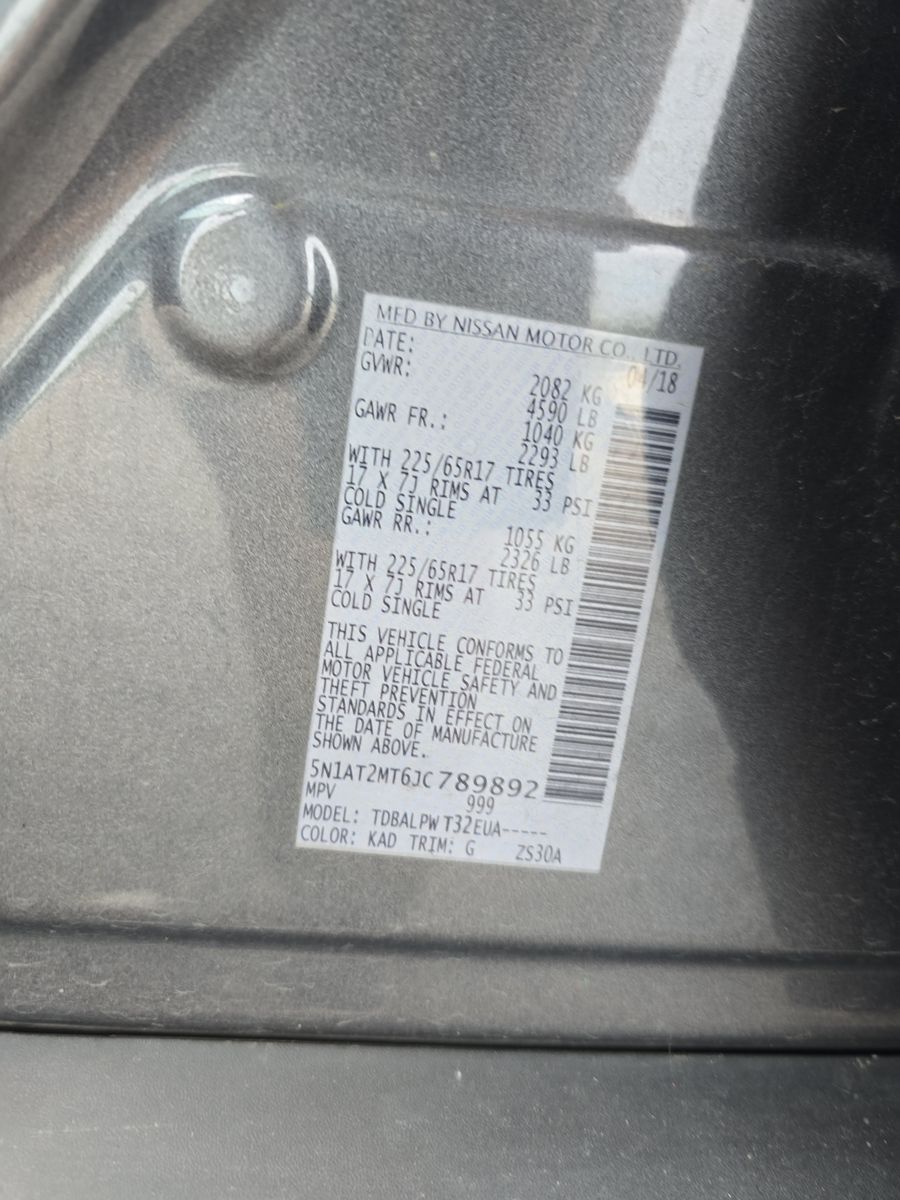 MFD BY NISSAN MOTOR CO., LTD.
DATE: 04/18
GVWR: 2082 KG
4590 LB
GAWR FR.: 1040 KG
2293 LB
WITH 225/65R17 TIRES
17 X 7J RIMS AT 33 PSI
COLD SINGLE
GAWR RR.: 1055 KG
2326 LB
WITH 225/65R17 TIRES
17 X 7J RIMS AT 33 PSI
COLD SINGLE
THIS VEHICLE CONFORMS TO
ALL APPLICABLE FEDERAL
MOTOR VEHICLE SAFETY AND
THEFT PREVENTION
STANDARDS IN EFFECT ON
THE DATE OF MANUFACTURE
SHOWN ABOVE.
5N1AT2MT6JC789892
MPV 999
MODEL: TDBALPW T32EUA-----
COLOR: KAD TRIM: G ZS30A